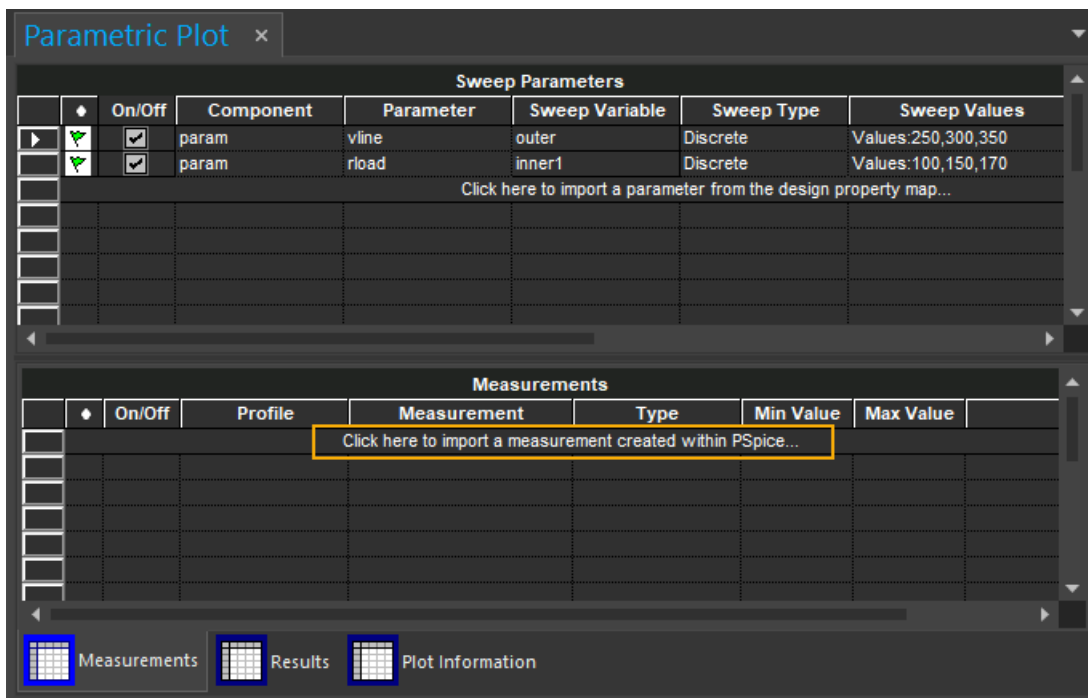 Parametric Plot ×
Sweep Parameters
On/Off Component Parameter Sweep Variable Sweep Type Sweep Values
param vline outer Discrete Values:250,300,350
param rload inner1 Discrete Values:100,150,170
Click here to import a parameter from the design property map...
Measurements
On/Off Profile Measurement Type Min Value Max Value
Click here to import a measurement created within PSpice...
Measurements Results Plot Information